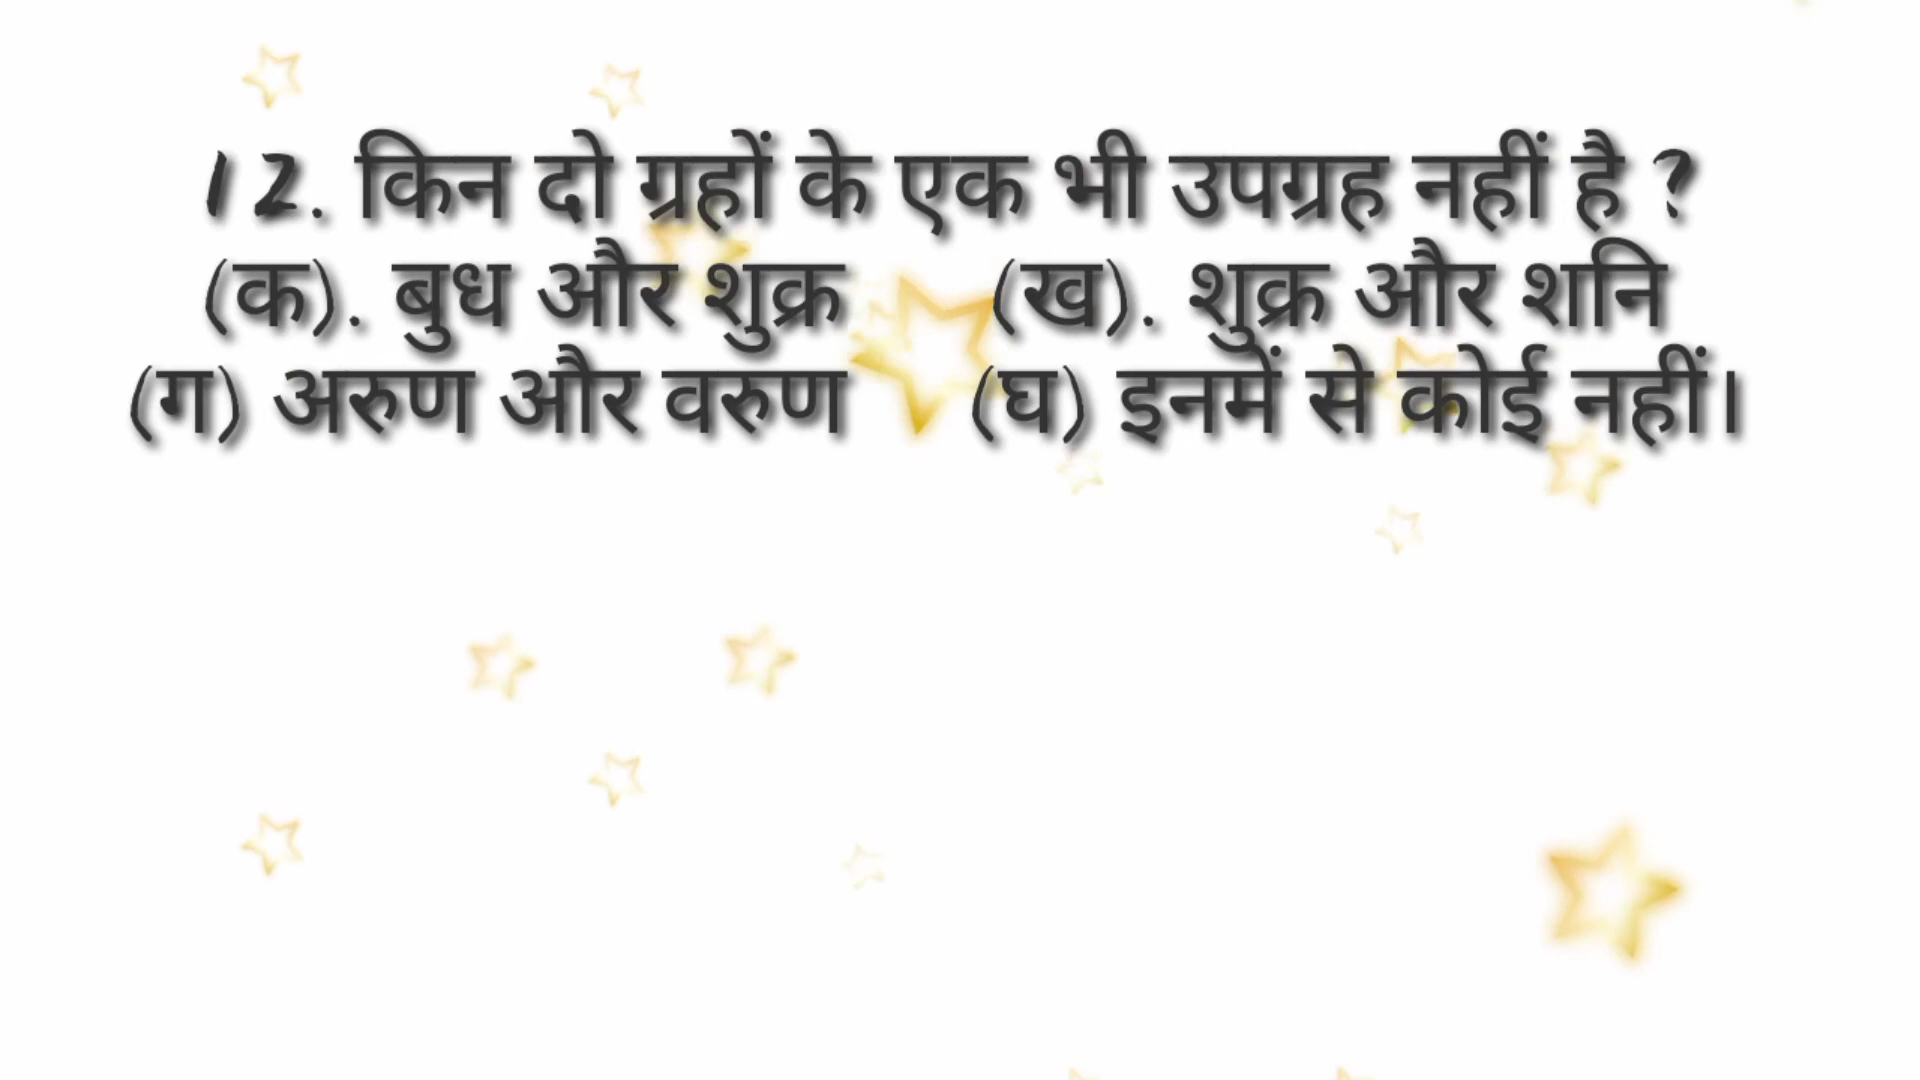 12. किन दो ग्रहों के एक भी उपग्रह नहीं है ?
(क). बुध और शुक्र (ख). शुक्र और शनि
(ग) अरुण और वरुण (घ) इनमें से कोई नहीं।